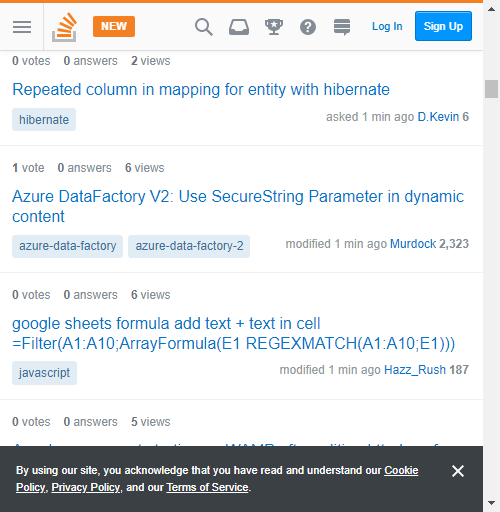 NEW
Log In
Sign Up
0 votes 0 answers 2 views
Repeated column in mapping for entity with hibernate
hibernate
asked 1 min ago D.Kevin 6
1 vote 0 answers 6 views
Azure DataFactory V2: Use SecureString Parameter in dynamic
content
azure-data-factory azure-data-factory-2
modified 1 min ago Murdock 2,323
0 votes 0 answers 6 views
google sheets formula add text + text in cell
=Filter(A1:A10;ArrayFormula(E1 REGEXMATCH(A1:A10;E1)))
javascript
modified 1 min ago Hazz_Rush 187
0 votes 0 answers 5 views
By using our site, you acknowledge that you have read and understand our Cookie
Policy, Privacy Policy, and our Terms of Service.